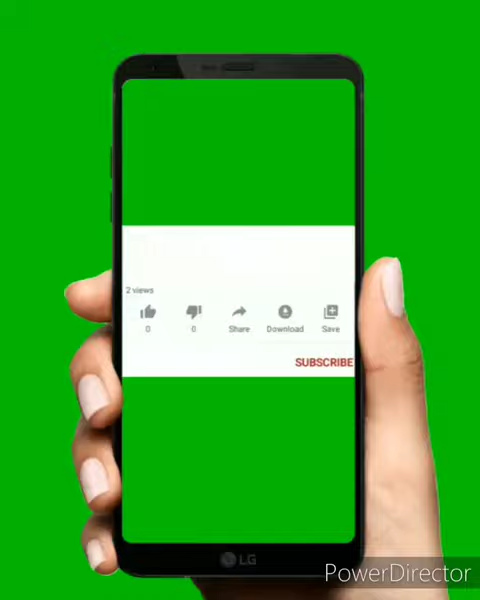 2 views
0 0 Share Download Save
SUBSCRIBE
LG
PowerDirector